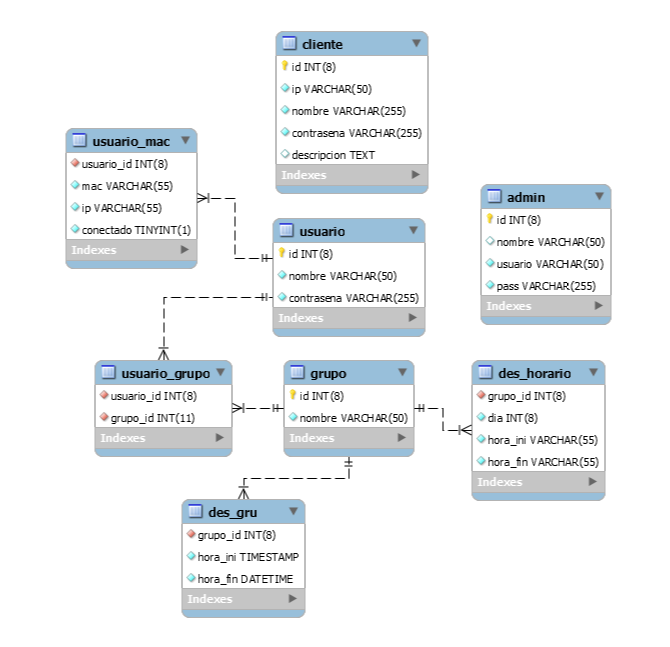 cliente
id INT(8)
ip VARCHAR(50)
nombre VARCHAR(255)
contrasena VARCHAR(255)
descripcion TEXT
Indexes
usuario_mac
usuario_id INT(8)
mac VARCHAR(55)
ip VARCHAR(55)
conectado TINYINT(1)
Indexes
admin
id INT(8)
nombre VARCHAR(50)
usuario VARCHAR(50)
pass VARCHAR(255)
Indexes
usuario
id INT(8)
nombre VARCHAR(50)
contrasena VARCHAR(255)
Indexes
usuario_grupo
usuario_id INT(8)
grupo_id INT(11)
Indexes
grupo
id INT(8)
nombre VARCHAR(50)
Indexes
des_horario
grupo_id INT(8)
dia INT(8)
hora_ini VARCHAR(55)
hora_fin VARCHAR(55)
Indexes
des_gru
grupo_id INT(8)
hora_ini TIMESTAMP
hora_fin DATETIME
Indexes